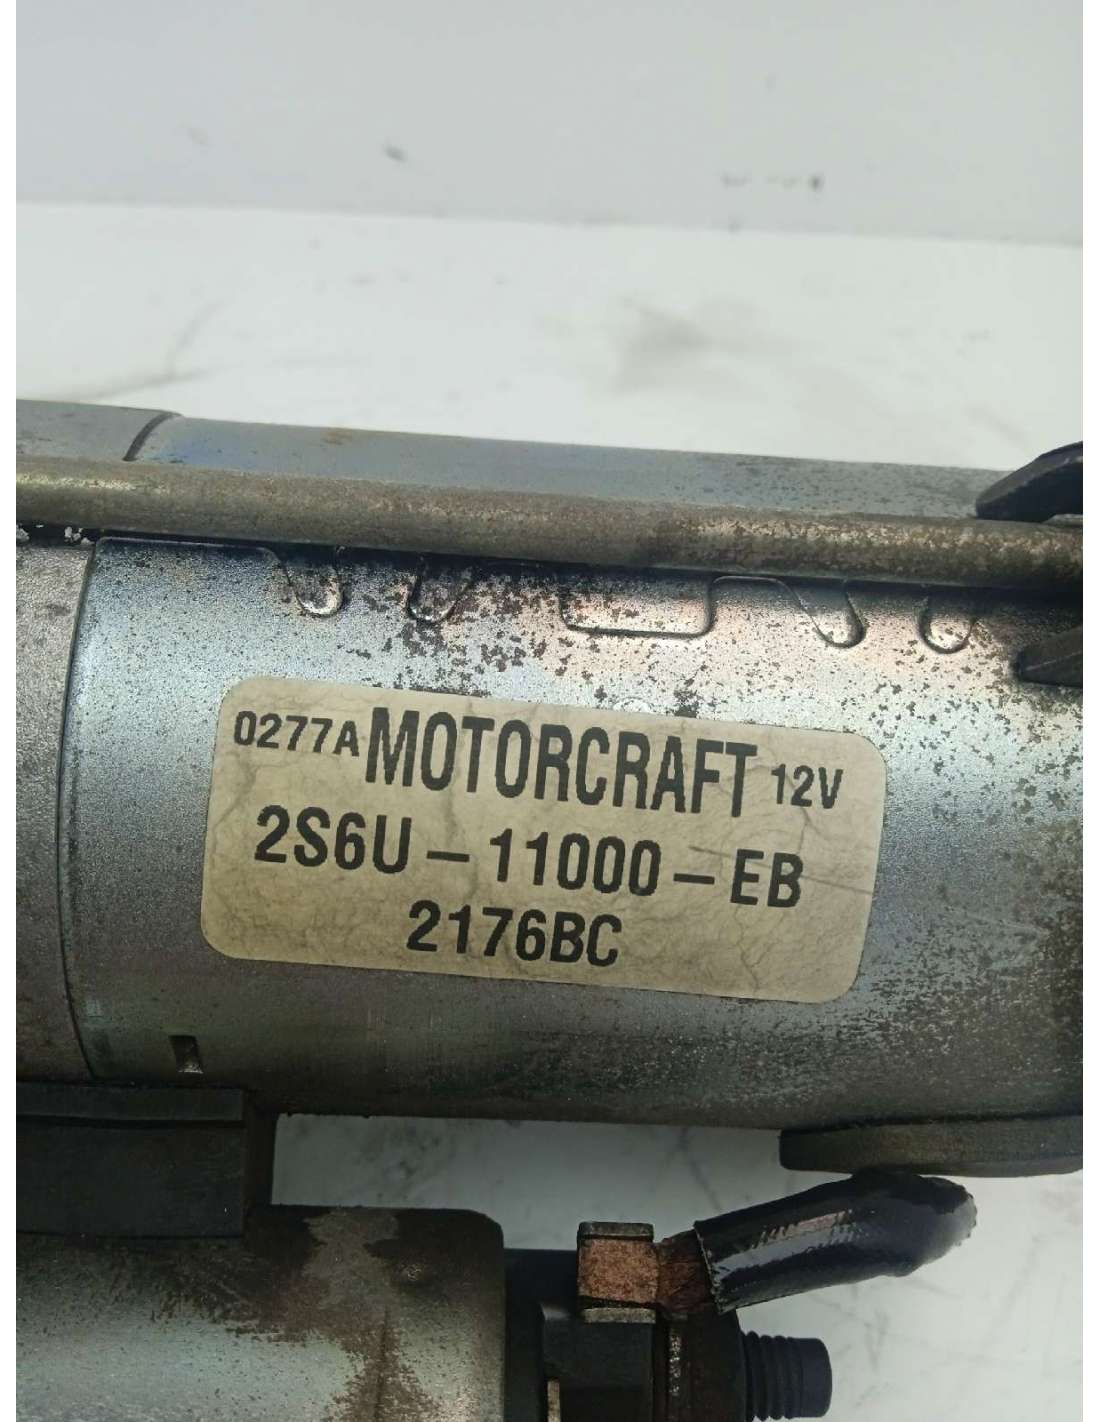 0277A MOTORCRAFT 12V
2S6U - 11000 - EB
2176BC